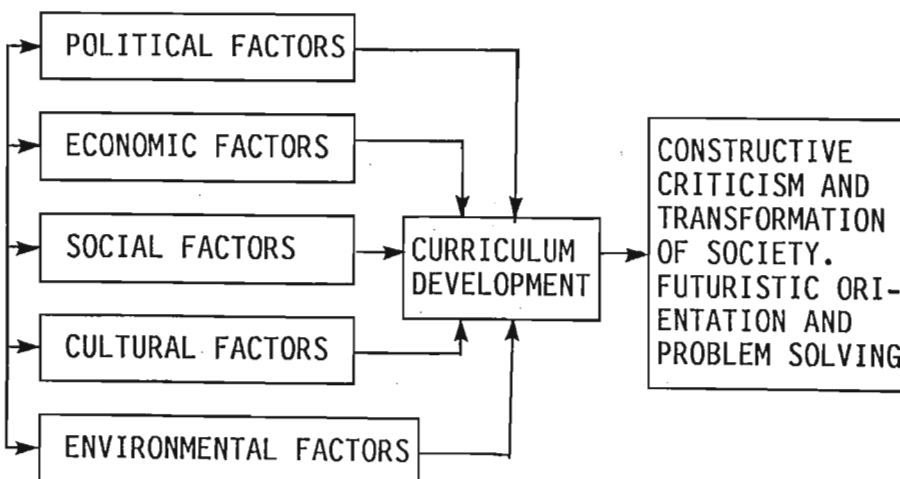 POLITICAL FACTORS
ECONOMIC FACTORS
SOCIAL FACTORS
CULTURAL FACTORS
ENVIRONMENTAL FACTORS
CURRICULUM
DEVELOPMENT
CONSTRUCTIVE
CRITICISM AND
TRANSFORMATION
OF SOCIETY.
FUTURISTIC ORI-
ENTATION AND
PROBLEM SOLVING